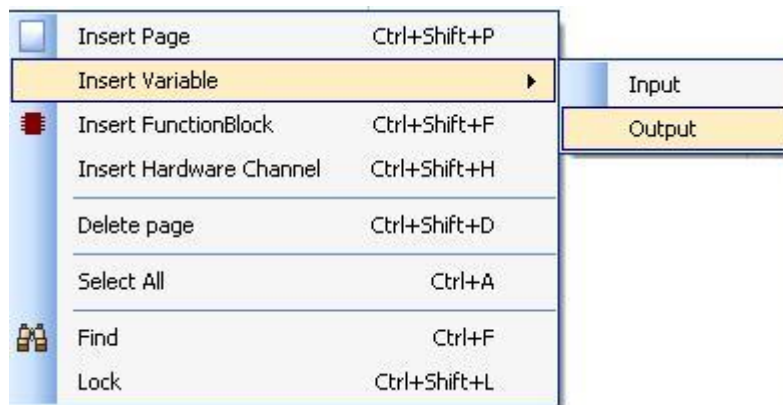 Insert Page Ctrl+Shift+P
Insert Variable
Input
Output
Insert FunctionBlock Ctrl+Shift+F
Insert Hardware Channel Ctrl+Shift+H
Delete page Ctrl+Shift+D
Select All Ctrl+A
Find Ctrl+F
Lock Ctrl+Shift+L